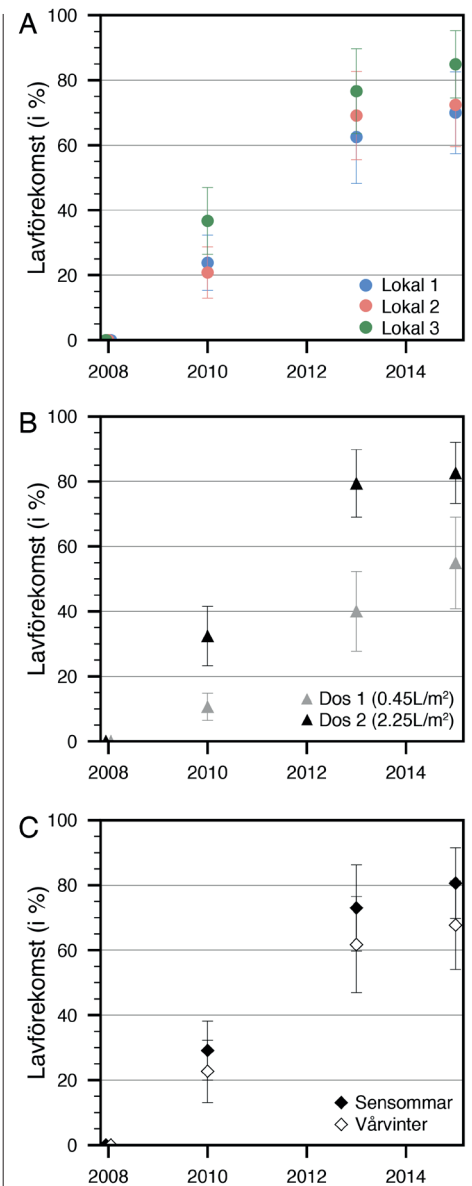 A
100
80
60
40
20
0
Lavförekomst (i %)
Lokal 1
Lokal 2
Lokal 3
2008 2010 2012 2014
B
100
80
60
40
20
0
Lavförekomst (i %)
Dos 1 (0.45L/m²)
Dos 2 (2.25L/m²)
2008 2010 2012 2014
C
100
80
60
40
20
0
Lavförekomst (i %)
Sensommar
Vårvinter
2008 2010 2012 2014